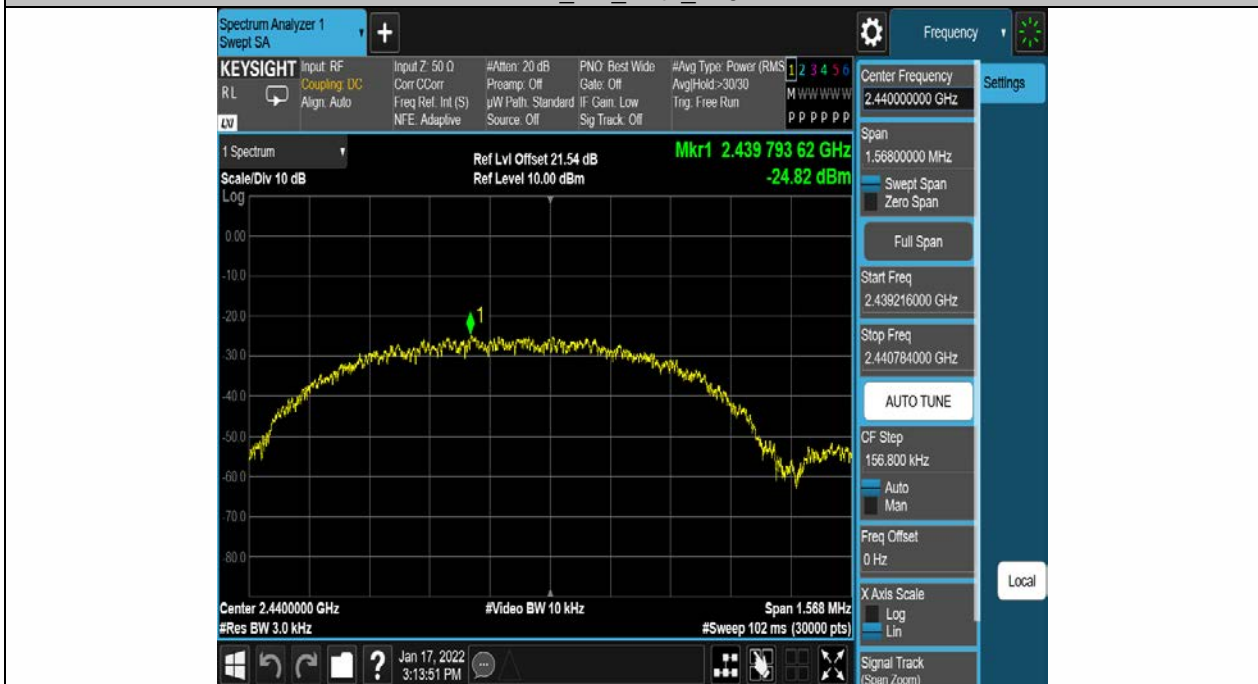 Spectrum Analyzer 1
Swept SA
+
Frequency
KEYSIGHT
RL
LXI
Input: RF
Coupling: DC
Align: Auto
Input Z: 50 Ω
Corr CCorr
Freq Ref: Int (S)
NFE: Adaptive
#Atten: 20 dB
Preamp: Off
µW Path: Standard
Source: Off
PNO: Best Wide
Gate: Off
IF Gain: Low
Sig Track: Off
#Avg Type: Power (RMS
Avg|Hold:>30/30
Trig: Free Run
1 2 3 4 5 6
M W W W W W
P P P P P P
Center Frequency
2.440000000 GHz
Settings
Span
1.56800000 MHz
Swept Span
Zero Span
Full Span
Start Freq
2.439216000 GHz
Stop Freq
2.440784000 GHz
AUTO TUNE
CF Step
156.800 kHz
Auto
Man
Freq Offset
0 Hz
X Axis Scale
Log
Lin
Signal Track
(Span Zoom)
Local
1 Spectrum
Scale/Div 10 dB
Log
Ref Lvl Offset 21.54 dB
Ref Level 10.00 dBm
Mkr1 2.439 793 62 GHz
-24.82 dBm
1
0.00
-10.0
-20.0
-30.0
-40.0
-50.0
-60.0
-70.0
-80.0
Center 2.4400000 GHz
#Res BW 3.0 kHz
#Video BW 10 kHz
Span 1.568 MHz
#Sweep 102 ms (30000 pts)
?
Jan 17, 2022
3:13:51 PM